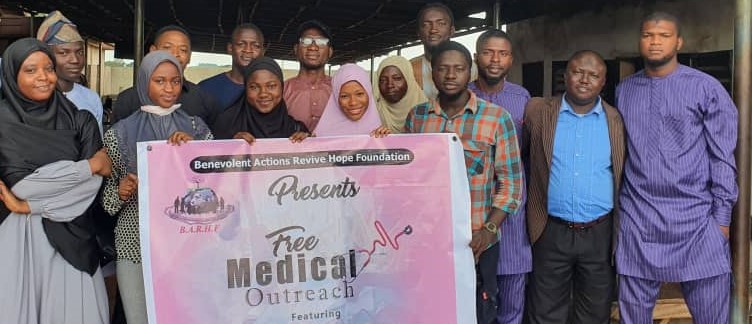 Benevolent Actions Revive Hope Foundation
Presents
B.A.R.H.F
Free
Medical
Outreach
Featuring